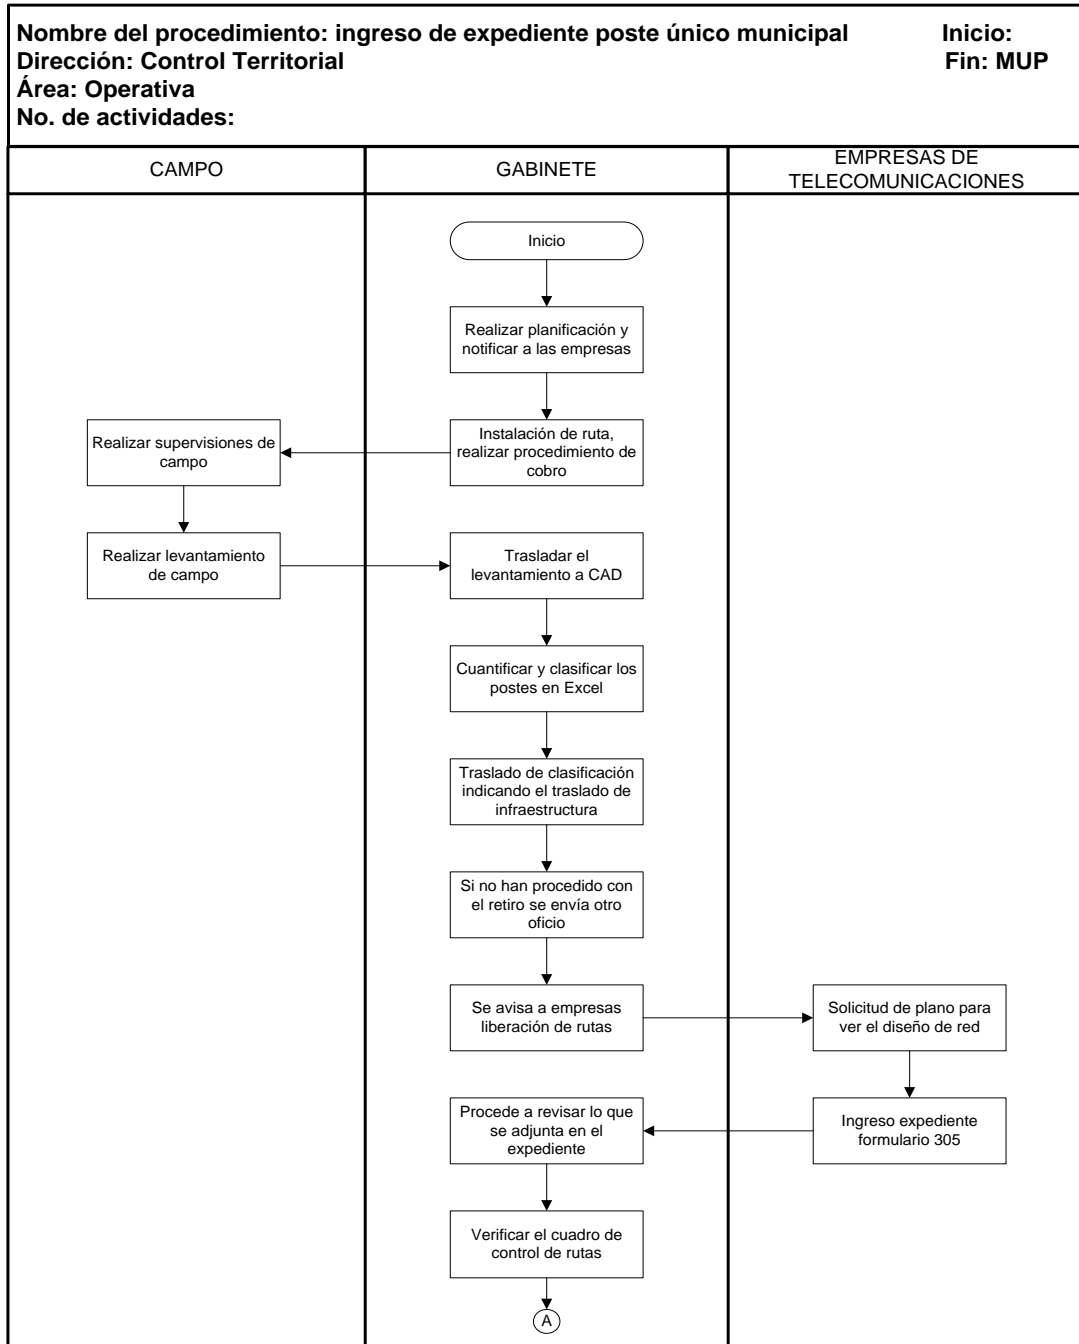 Nombre del procedimiento: ingreso de expediente poste único municipal Inicio:
Dirección: Control Territorial Fin: MUP
Área: Operativa
No. de actividades:
CAMPO
GABINETE
EMPRESAS DE
TELECOMUNICACIONES
Inicio
Realizar planificación y
notificar a las empresas
Instalación de ruta,
realizar procedimiento de
cobro
Realizar supervisiones de
campo
Realizar levantamiento
de campo
Trasladar el
levantamiento a CAD
Cuantificar y clasificar los
postes en Excel
Traslado de clasificación
indicando el traslado de
infraestructura
Si no han procedido con
el retiro se envía otro
oficio
Se avisa a empresas
liberación de rutas
Solicitud de plano para
ver el diseño de red
Ingreso expediente
formulario 305
Procede a revisar lo que
se adjunta en el
expediente
Verificar el cuadro de
control de rutas
A